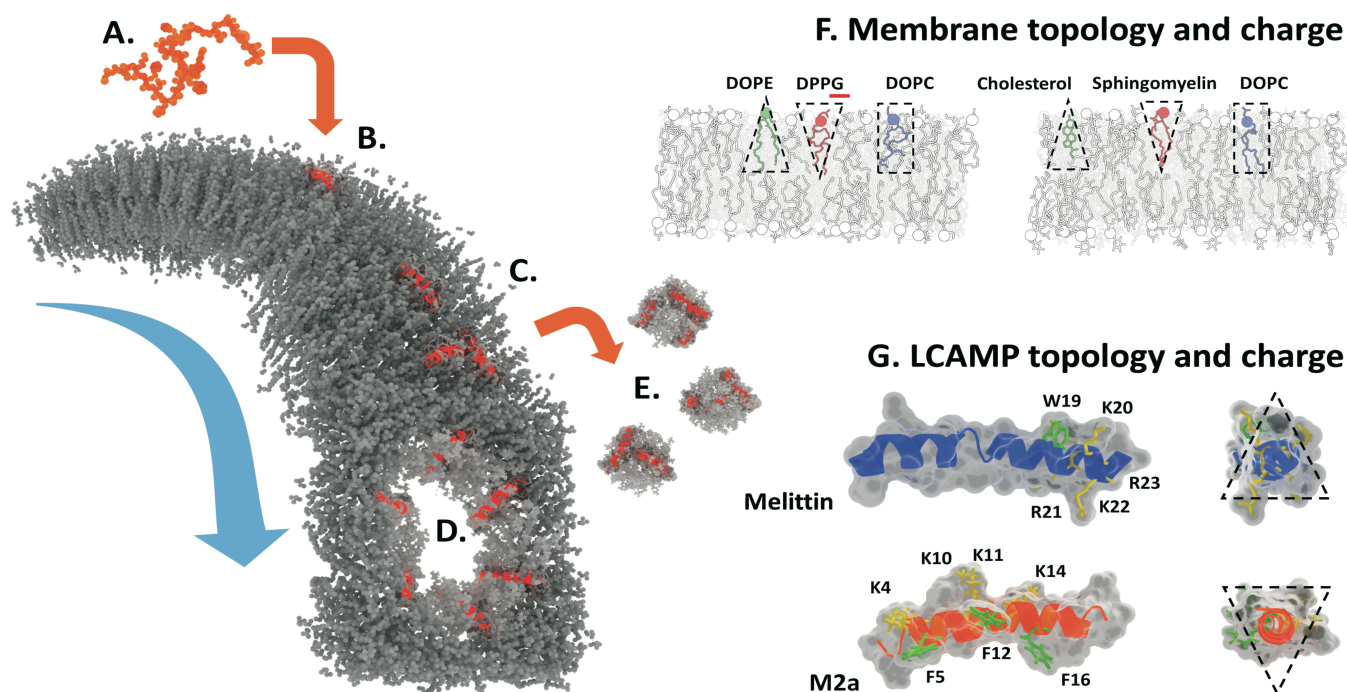 A.
B.
C.
D.
E.
F. Membrane topology and charge
DOPE DPPG DOPC
Cholesterol Sphingomyelin DOPC
G. LCAMP topology and charge
W19 K20
R23
R21 K22
Melittin
K10 K11
K14
K4
F12
F5 F16
M2a